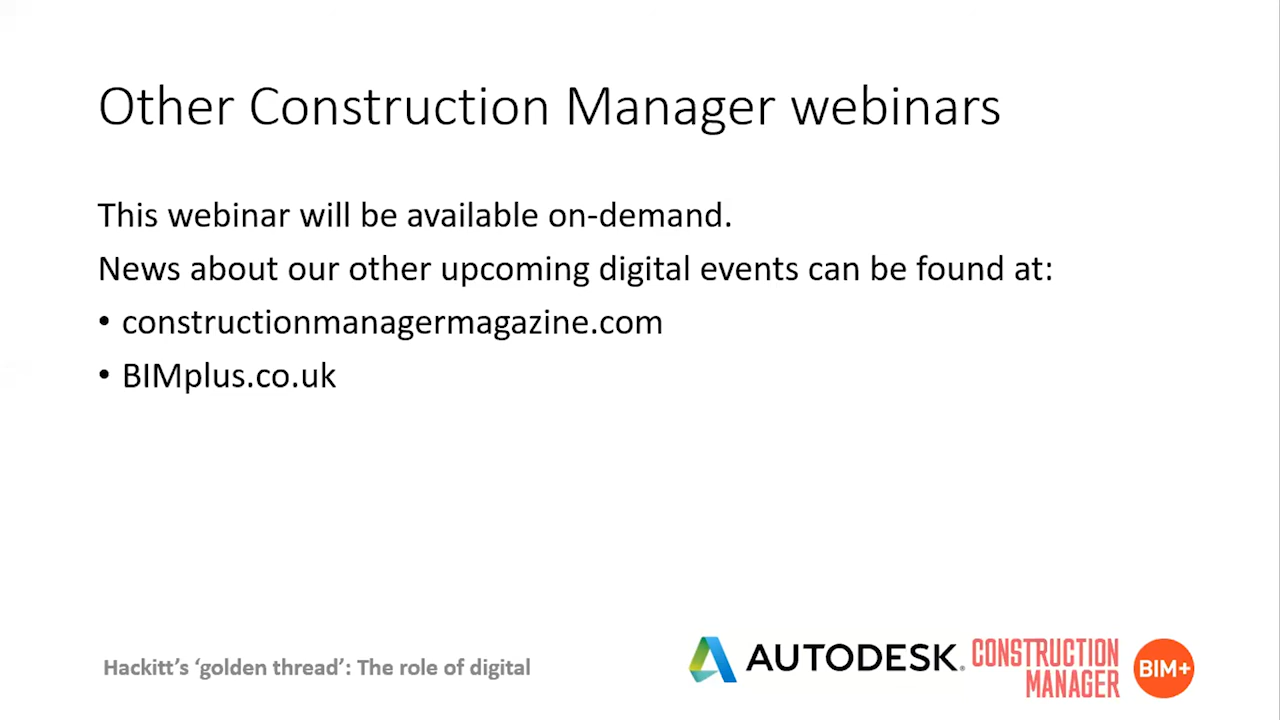 Other Construction Manager webinars
This webinar will be available on-demand.
News about our other upcoming digital events can be found at:
• constructionmanagermagazine.com
• BIMplus.co.uk
Hackitt's ‘golden thread’: The role of digital
AUTODESK.
CONSTRUCTION
MANAGER
BIM+